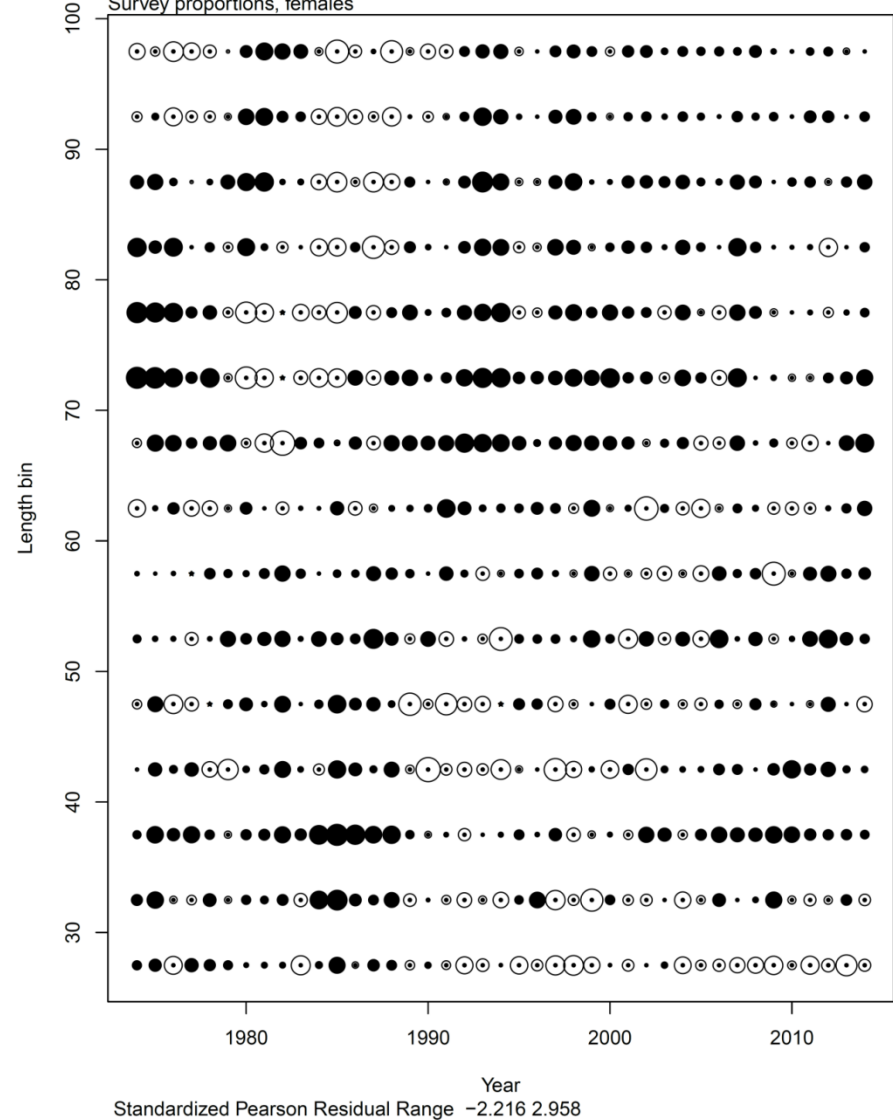 Survey proportions, females
100
90
80
70
60
50
40
30
Length bin
1980 1990 2000 2010
Year
Standardized Pearson Residual Range −2.216 2.958